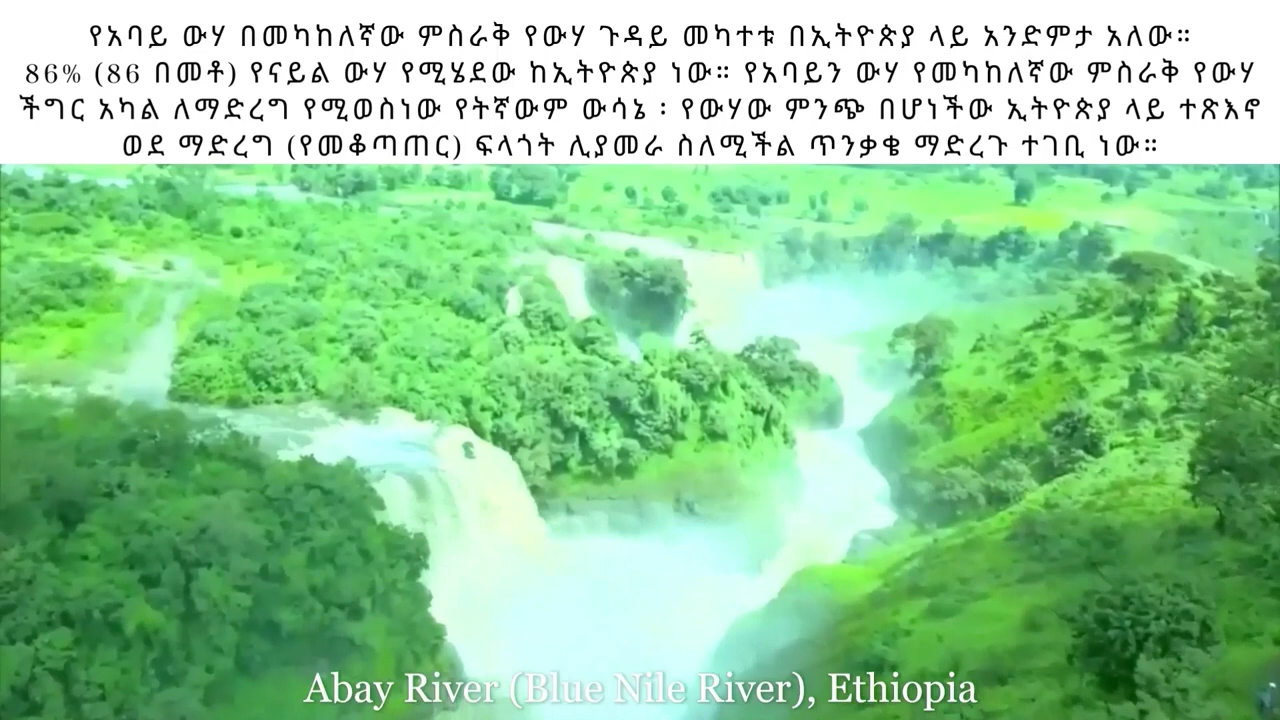 የአባይ ውሃ በመካከለኛው ምስራቅ የውሃ ጉዳይ መካተቱ በኢትዮጵያ ላይ አንድምታ አለው።
86% (86 በመቶ) የናይል ውሃ የሚሄደው ከኢትዮጵያ ነው። የአባይን ውሃ የመካከለኛው ምስራቅ የውሃ
ችግር አካል ለማድረግ የሚወስነው የትኛውም ውሳኔ ፡ የውሃው ምንጭ በሆነችው ኢትዮጵያ ላይ ተጽእኖ
ወደ ማድረግ (የመቆጣጠር) ፍላጎት ሊያመራ ስለሚችል ጥንቃቄ ማድረጉ ተገቢ ነው።
Abay River (Blue Nile River), Ethiopia